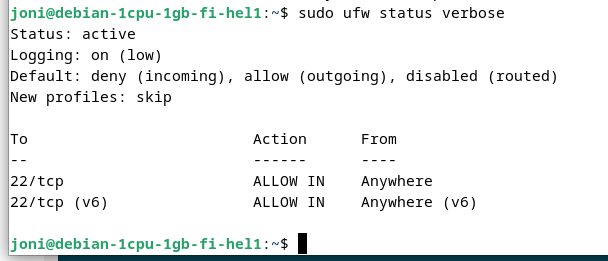 joni@debian-1cpu-1gb-fi-hel1:~$ sudo ufw status verbose
Status: active
Logging: on (low)
Default: deny (incoming), allow (outgoing), disabled (routed)
New profiles: skip
To                         Action      From
--                         ------      ----
22/tcp                     ALLOW IN    Anywhere
22/tcp (v6)                ALLOW IN    Anywhere (v6)
joni@debian-1cpu-1gb-fi-hel1:~$